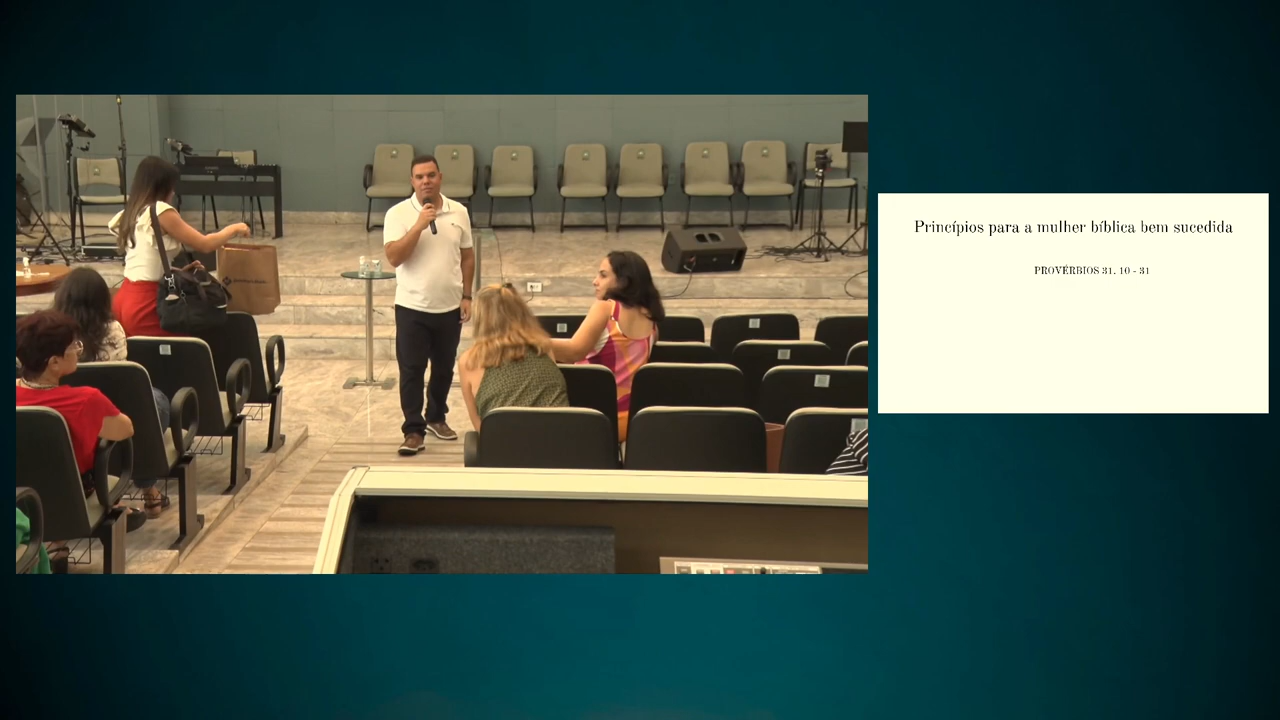 Princípios para a mulher bíblica bem sucedida
PROVÉRBIOS 31. 10 - 31